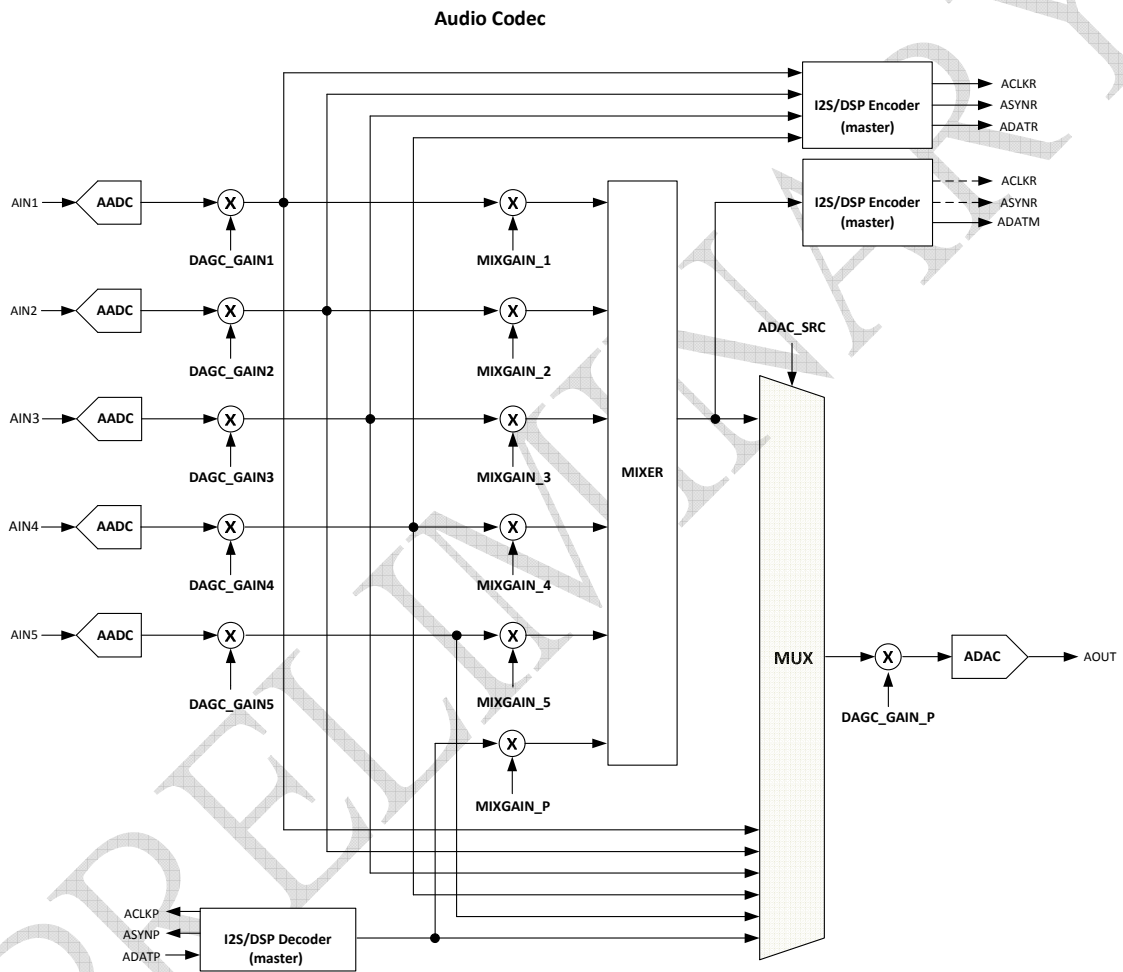 Audio Codec
I2S/DSP Encoder
(master)
ACLKR
ASYNR
ADATR
I2S/DSP Encoder
(master)
ACLKR
ASYNR
ADATM
AIN1
AADC
X
DAGC_GAIN1
X
MIXGAIN_1
AIN2
AADC
X
DAGC_GAIN2
X
MIXGAIN_2
ADAC_SRC
AIN3
AADC
X
DAGC_GAIN3
X
MIXGAIN_3
MIXER
AIN4
AADC
X
DAGC_GAIN4
X
MIXGAIN_4
AIN5
AADC
X
DAGC_GAIN5
X
MIXGAIN_5
MUX
X
DAGC_GAIN_P
ADAC
AOUT
X
MIXGAIN_P
ACLKP
ASYNP
ADATP
I2S/DSP Decoder
(master)
PRELIMINARY